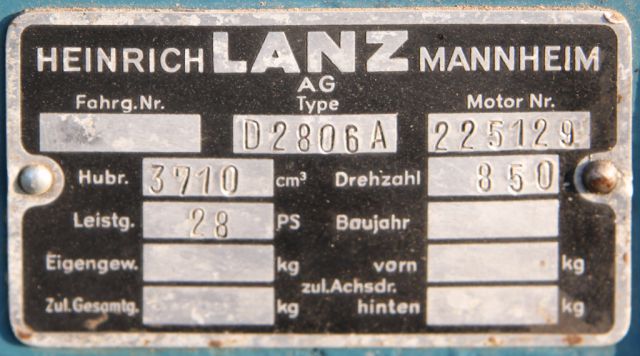 HEINRICH LANZ MANNHEIM
AG
Fahrg.Nr. Type Motor Nr.
D2806A 225129
Hubr. 3710 cm³ Drehzahl 850
Leistg. 28 PS Baujahr
Eigengew. kg vorn kg
zul.Achsdr.
Zul.Gesamtg. kg hinten kg